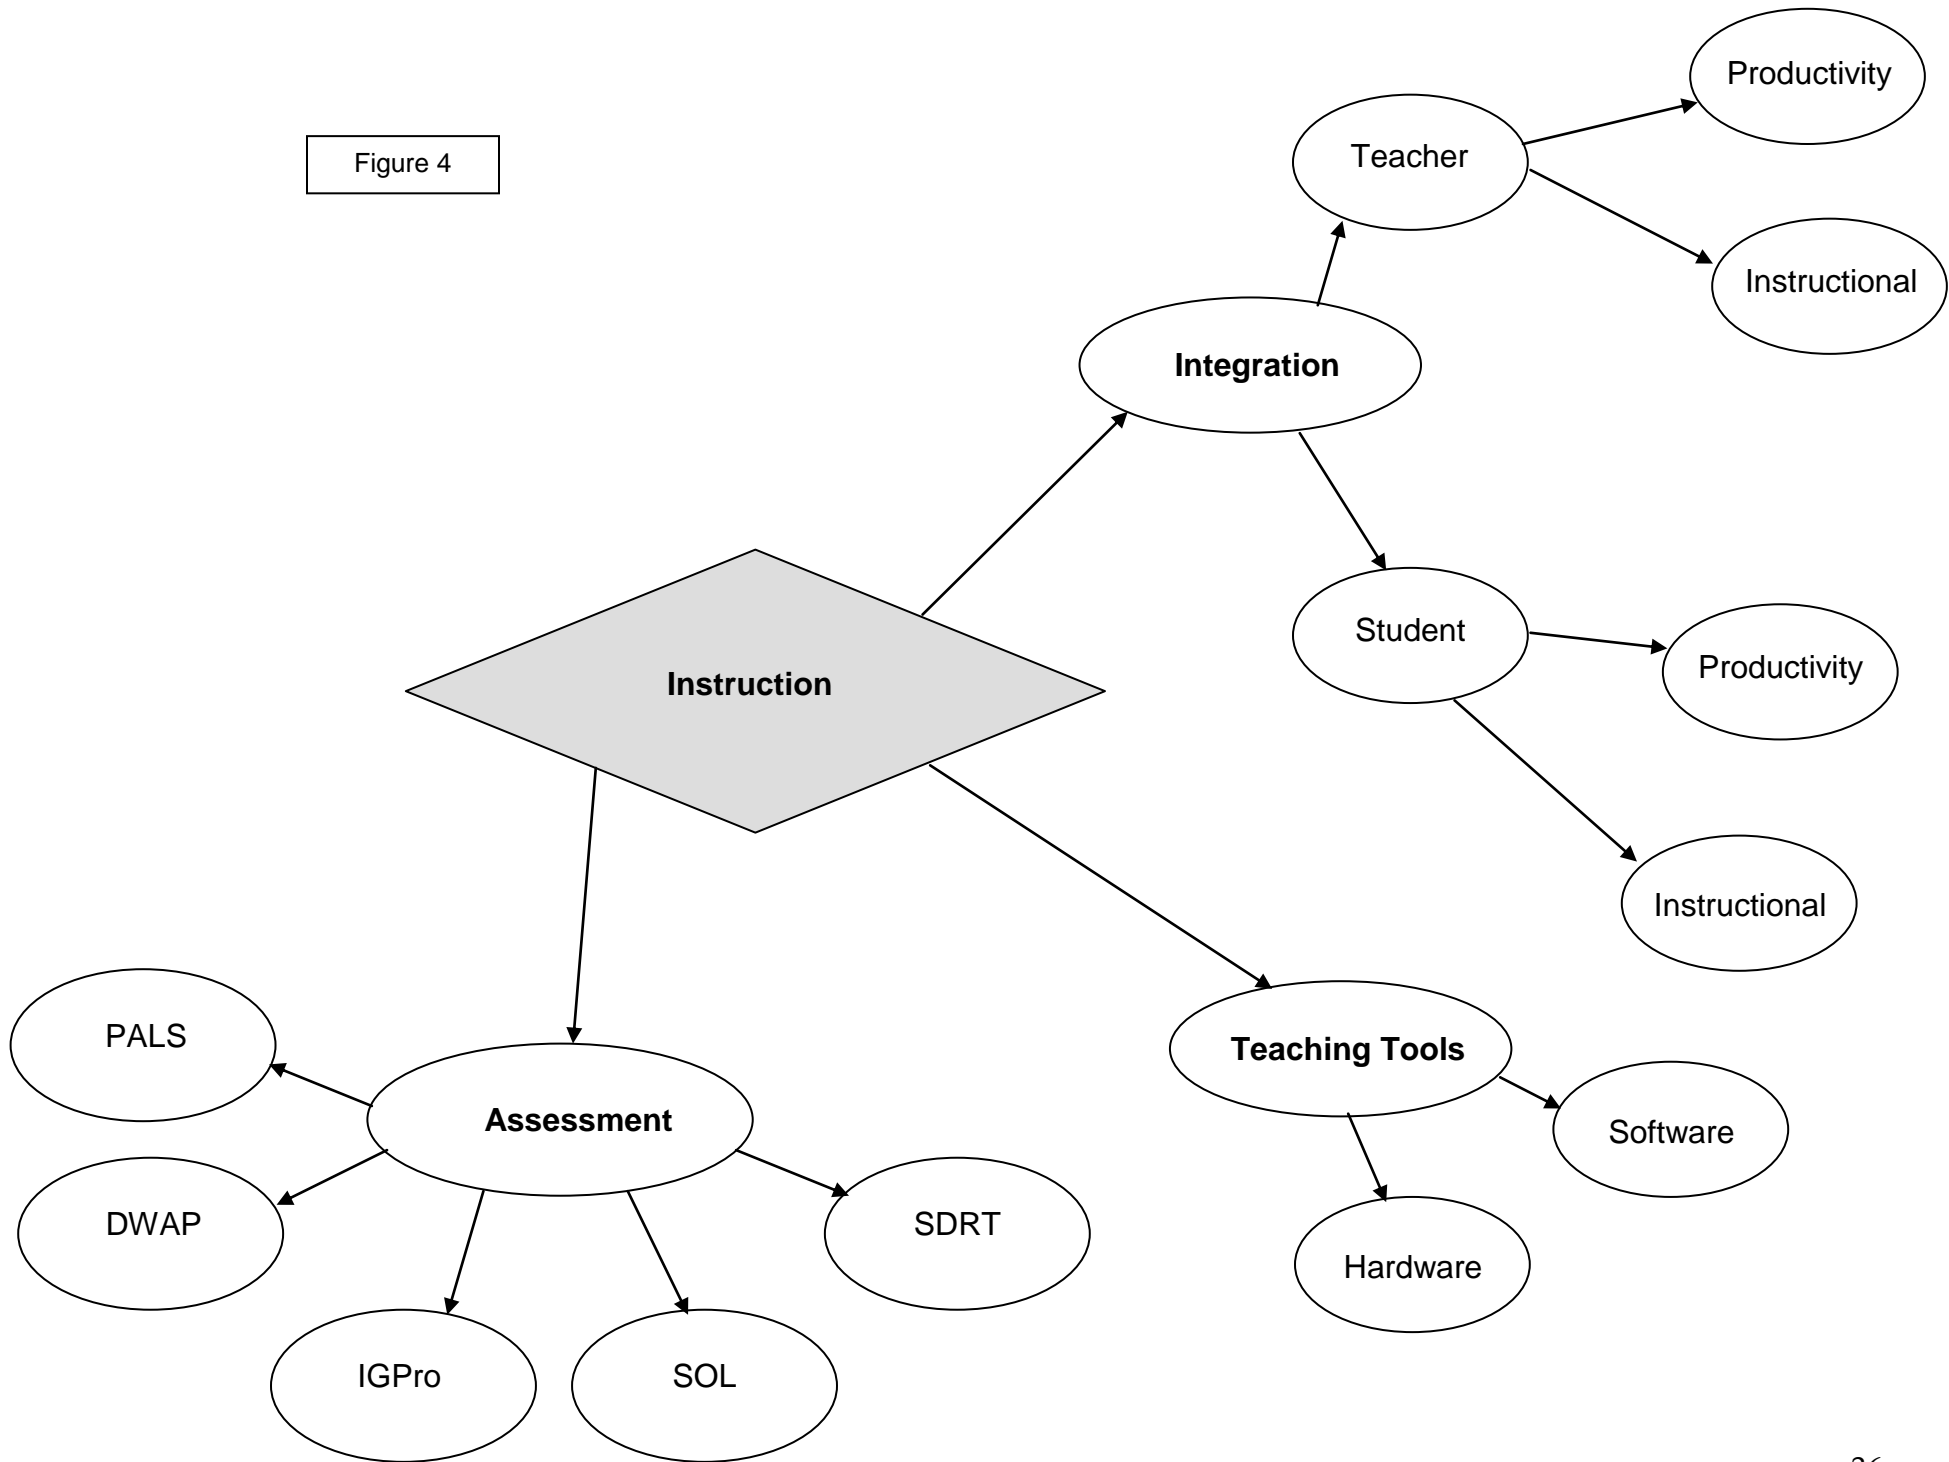 Productivity
Teacher
Figure 4
Instructional
Integration
Student
Productivity
Instruction
Instructional
PALS
Teaching Tools
Assessment
Software
DWAP
SDRT
Hardware
IGPro
SOL